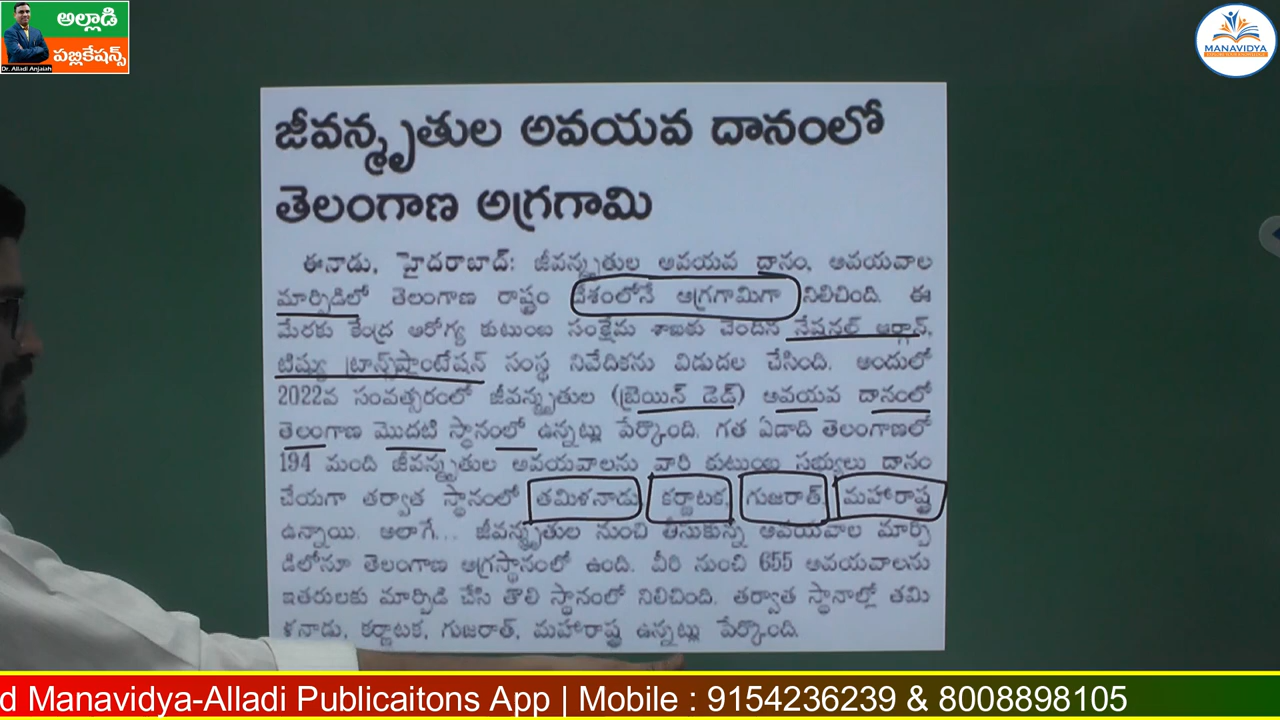 అల్లాడి
పబ్లికేషన్స్
Dr. Alladi Anjaiah
MANAVIDYA
జీవన్మృతుల అవయవ దానంలో
తెలంగాణ అగ్రగామి
ఈనాడు, హైదరాబాద్: జీవన్మృతుల అవయవ దానం, అవయవాల
మార్పిడిలో తెలంగాణ రాష్ట్రం దేశంలోనే అగ్రగామిగా నిలిచింది. ఈ
మేరకు కేంద్ర ఆరోగ్య కుటుంబ సంక్షేమ శాఖకు చెందిన నేషనల్ ఆర్గాన్,
టిష్యు ట్రాన్స్‌ప్లాంటేషన్ సంస్థ నివేదికను విడుదల చేసింది. అందులో
2022వ సంవత్సరంలో జీవన్మృతుల (బ్రెయిన్ డెడ్) అవయవ దానంలో
తెలంగాణ మొదటి స్థానంలో ఉన్నట్లు పేర్కొంది. గత ఏడాది తెలంగాణలో
194 మంది జీవన్మృతుల అవయవాలను వారి కుటుంబ సభ్యులు దానం
చేయగా తర్వాత స్థానంలో తమిళనాడు, కర్ణాటక, గుజరాత్, మహారాష్ట్ర
ఉన్నాయి. అలాగే... జీవన్మృతుల నుంచి తీసుకున్న అవయవాల మార్పి
డిలోనూ తెలంగాణ అగ్రస్థానంలో ఉంది. వీరి నుంచి 655 అవయవాలను
ఇతరులకు మార్పిడి చేసి తొలి స్థానంలో నిలిచింది. తర్వాత స్థానాల్లో తమి
ళనాడు, కర్ణాటక, గుజరాత్, మహారాష్ట్ర ఉన్నట్లు పేర్కొంది.
d Manavidya-Alladi Publicaitons App | Mobile : 9154236239 & 8008898105